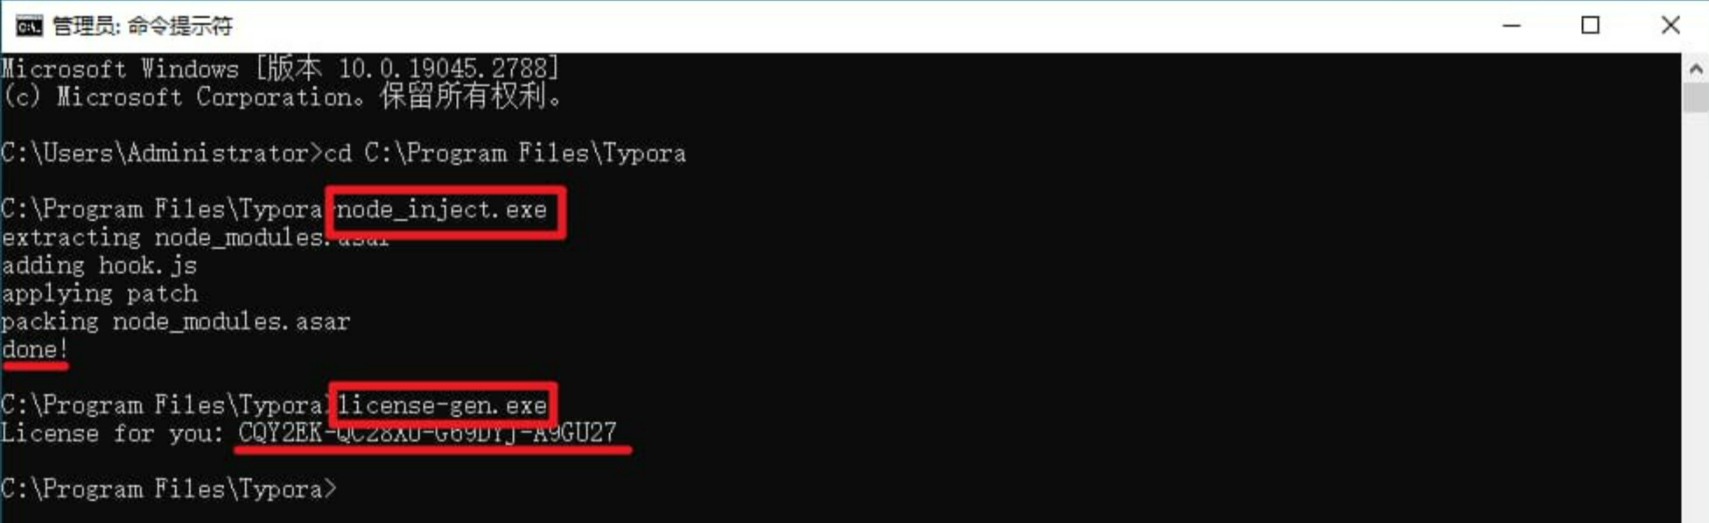 管理员: 命令提示符
Microsoft Windows [版本 10.0.19045.2788]
(c) Microsoft Corporation。保留所有权利。
C:\Users\Administrator>cd C:\Program Files\Typora
C:\Program Files\Typora>node_inject.exe
extracting node_modules.asar
adding hook.js
applying patch
packing node_modules.asar
done!
C:\Program Files\Typora>license-gen.exe
License for you: CQY2EK-QC28XU-G69DYJ-A9GU27
C:\Program Files\Typora>